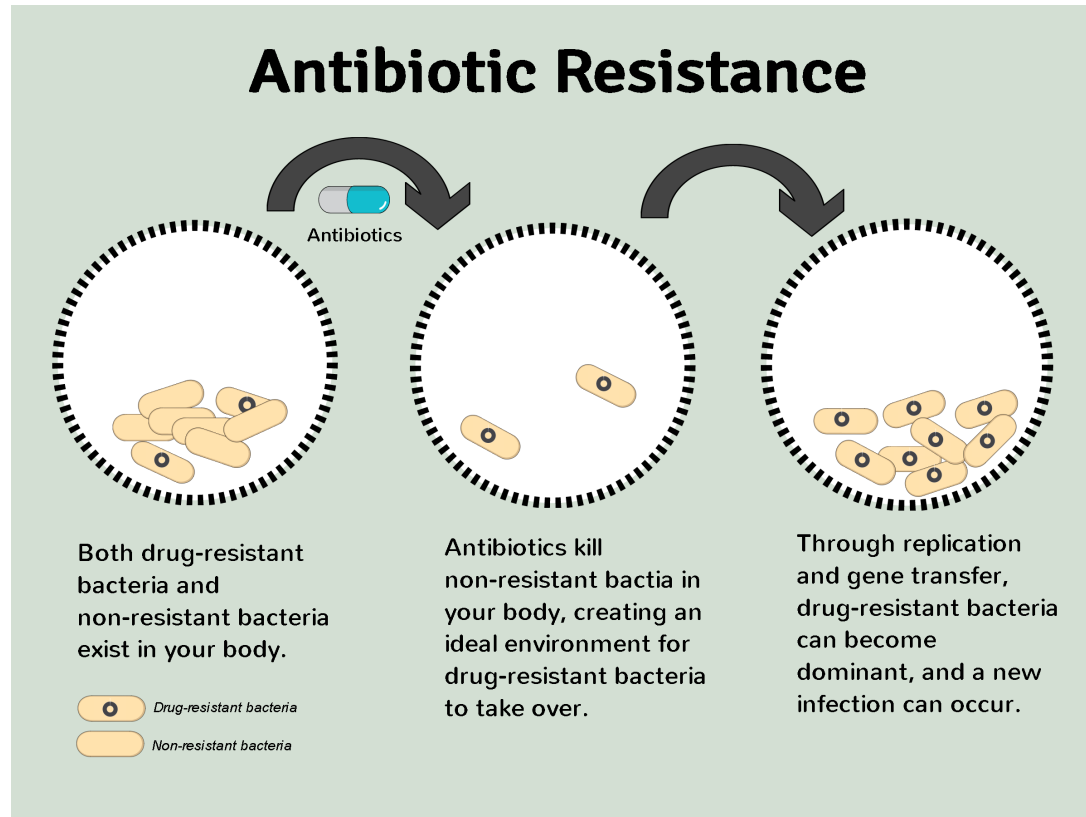 Antibiotic Resistance
Antibiotics
Both drug-resistant
bacteria and
non-resistant bacteria
exist in your body.
Drug-resistant bacteria
Non-resistant bacteria
Antibiotics kill
non-resistant bactia in
your body, creating an
ideal environment for
drug-resistant bacteria
to take over.
Through replication
and gene transfer,
drug-resistant bacteria
can become
dominant, and a new
infection can occur.